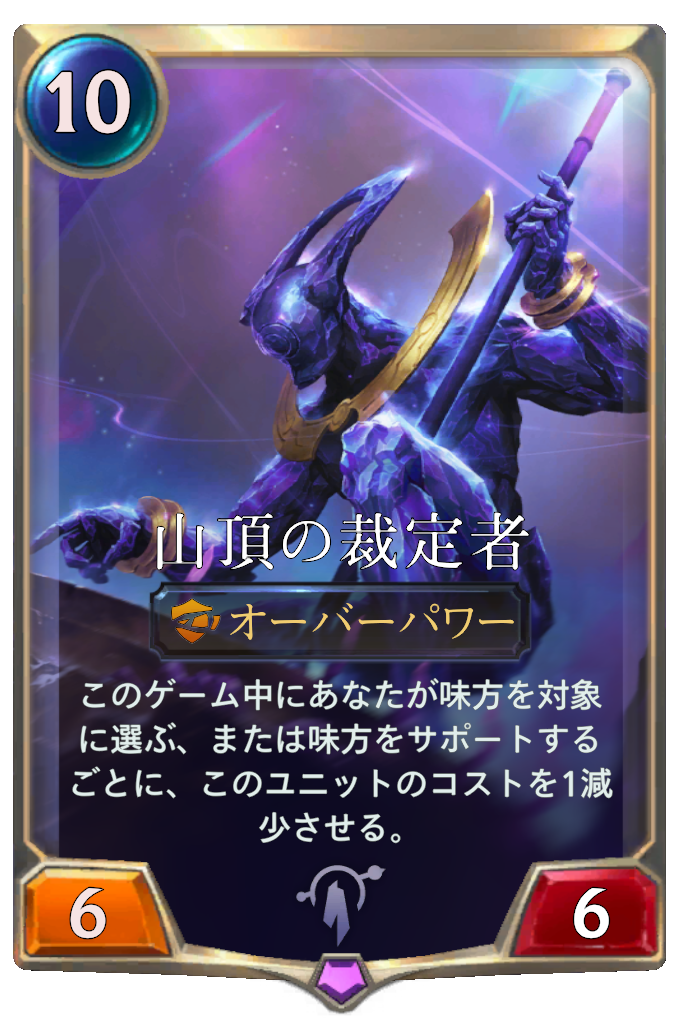 10
山頂の裁定者
オーバーパワー
このゲーム中にあなたが味方を対象
に選ぶ、または味方をサポートする
ごとに、このユニットのコストを1減
少させる。
6
6